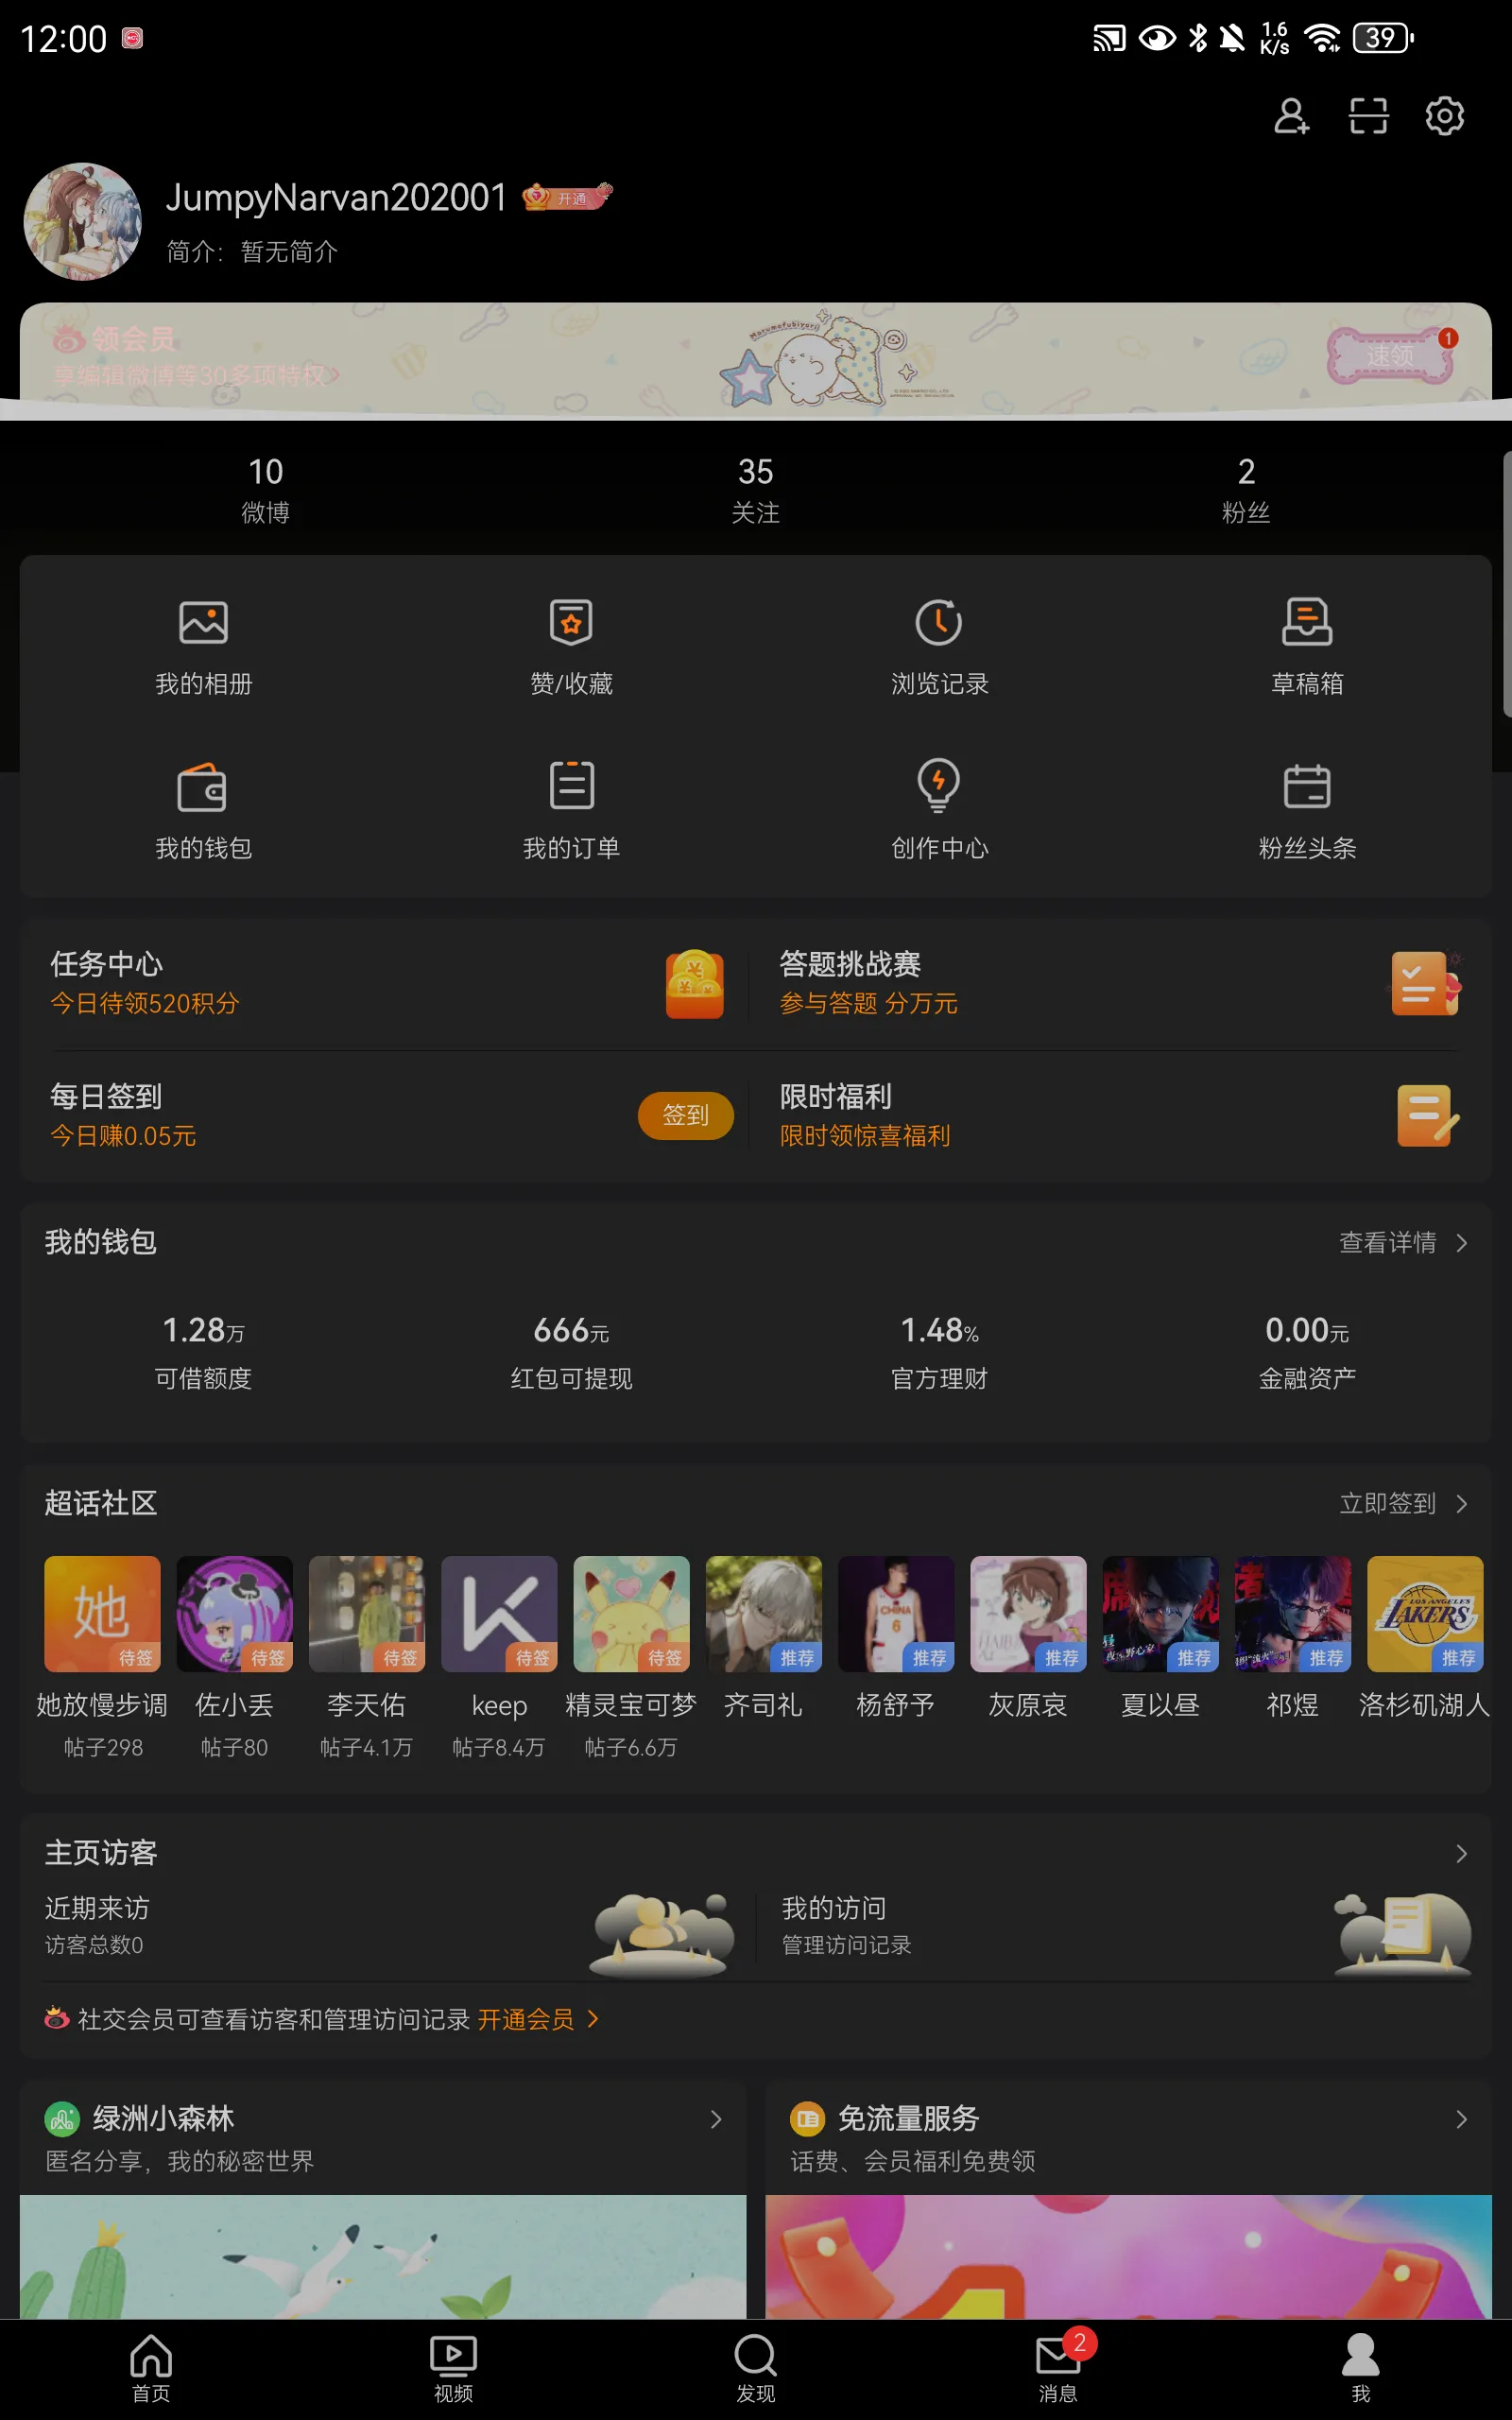 12:00
1.6
K/s
39
JumpyNarvan202001
开通
简介：暂无简介
领会员
享编辑微博等30多项特权
Mofumofubiyori
速领
1
10
35
2
微博
关注
粉丝
我的相册
赞/收藏
浏览记录
草稿箱
我的钱包
我的订单
创作中心
粉丝头条
任务中心
今日待领520积分
答题挑战赛
参与答题 分万元
每日签到
今日赚0.05元
签到
限时福利
限时领惊喜福利
我的钱包
查看详情
1.28万
666元
1.48%
0.00元
可借额度
红包可提现
官方理财
金融资产
超话社区
立即签到
她
待签
待签
待签
待签
待签
推荐
CHINA
6
推荐
推荐
推荐
推荐
LOS ANGELES
LAKERS
推荐
她放慢步调
佐小丢
李天佑
keep
精灵宝可梦
齐司礼
杨舒予
灰原哀
夏以昼
祁煜
洛杉矶湖人
帖子298
帖子80
帖子4.1万
帖子8.4万
帖子6.6万
主页访客
近期来访
访客总数0
我的访问
管理访问记录
社交会员可查看访客和管理访问记录 开通会员
绿洲小森林
匿名分享，我的秘密世界
免流量服务
话费、会员福利免费领
首页
视频
发现
2
消息
我